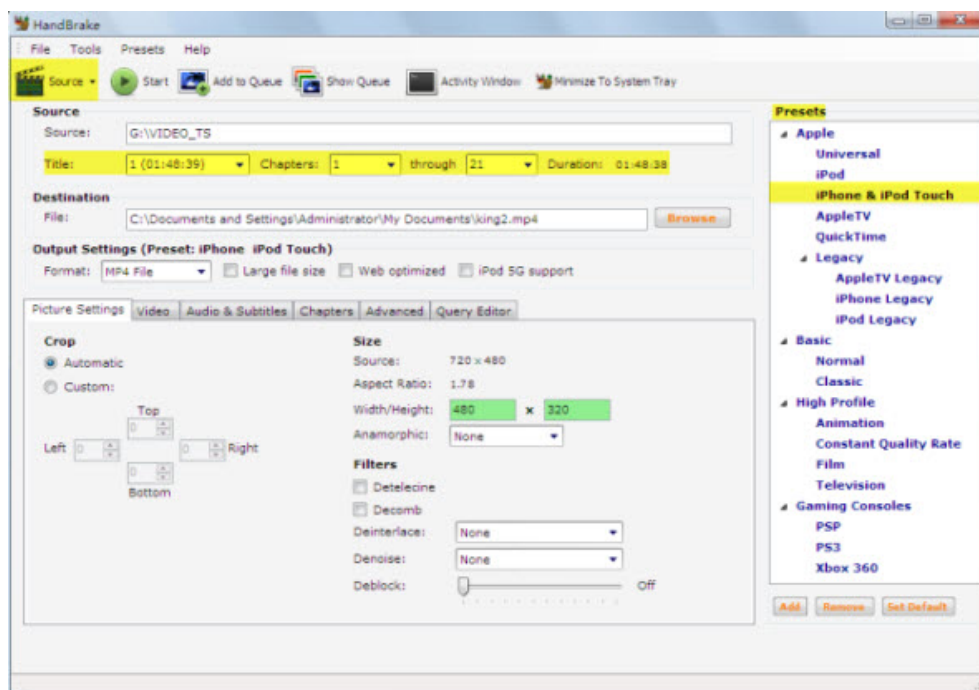 HandBrake
File Tools Presets Help
Source Start Add to Queue Show Queue Activity Window Minimize To System Tray
Source
Source: G:\VIDEO_TS
Title: 1 (01:48:39) Chapters: 1 through 21 Duration: 01:48:38
Destination
File: C:\Documents and Settings\Administrator\My Documents\king2.mp4 Browse
Output Settings (Preset: iPhone iPod Touch)
Format: MP4 File Large file size Web optimized iPod 5G support
Picture Settings Video Audio & Subtitles Chapters Advanced Query Editor
Crop
Automatic
Custom:
Top
0
Left 0 0 Right
0
Bottom
Size
Source: 720 x 480
Aspect Ratio: 1.78
Width/Height: 480 x 320
Anamorphic: None
Filters
Detelecine
Decomb
Deinterlace: None
Denoise: None
Deblock: Off
Presets
Apple
Universal
iPod
iPhone & iPod Touch
AppleTV
QuickTime
Legacy
AppleTV Legacy
iPhone Legacy
iPod Legacy
Basic
Normal
Classic
High Profile
Animation
Constant Quality Rate
Film
Television
Gaming Consoles
PSP
PS3
Xbox 360
Add Remove Set Default